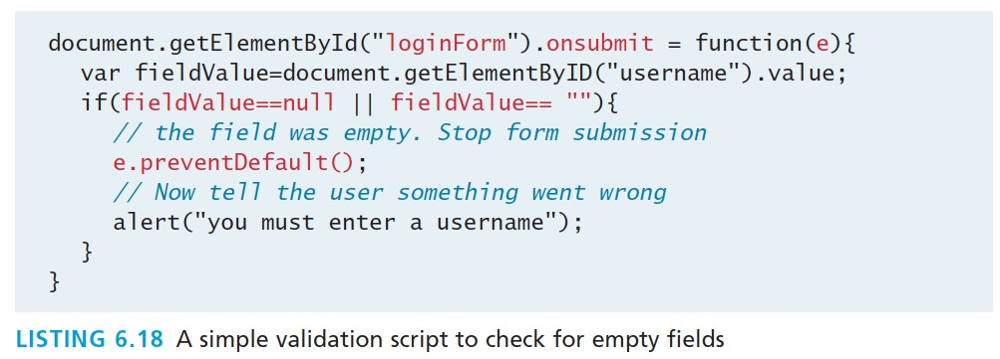 document.getElementById("loginForm").onsubmit = function(e){
var fieldValue=document.getElementByID("username").value;
if(fieldValue==null || fieldValue== ""){
// the field was empty. Stop form submission
e.preventDefault();
// Now tell the user something went wrong
alert("you must enter a username");
}
}
LISTING 6.18 A simple validation script to check for empty fields